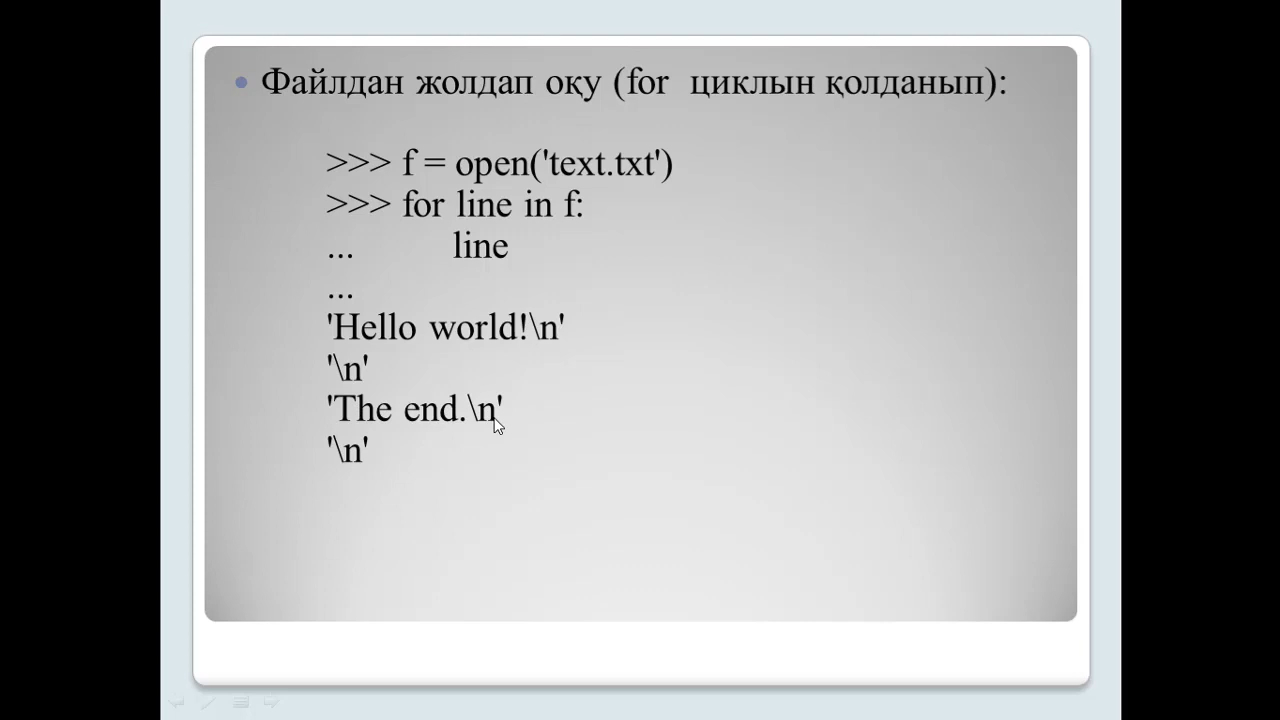 Файлдан жолдап оқу (for циклын қолданып):
>>> f = open('text.txt')
>>> for line in f:
... line
...
'Hello world!\n'
'\n'
'The end.\n'
'\n'